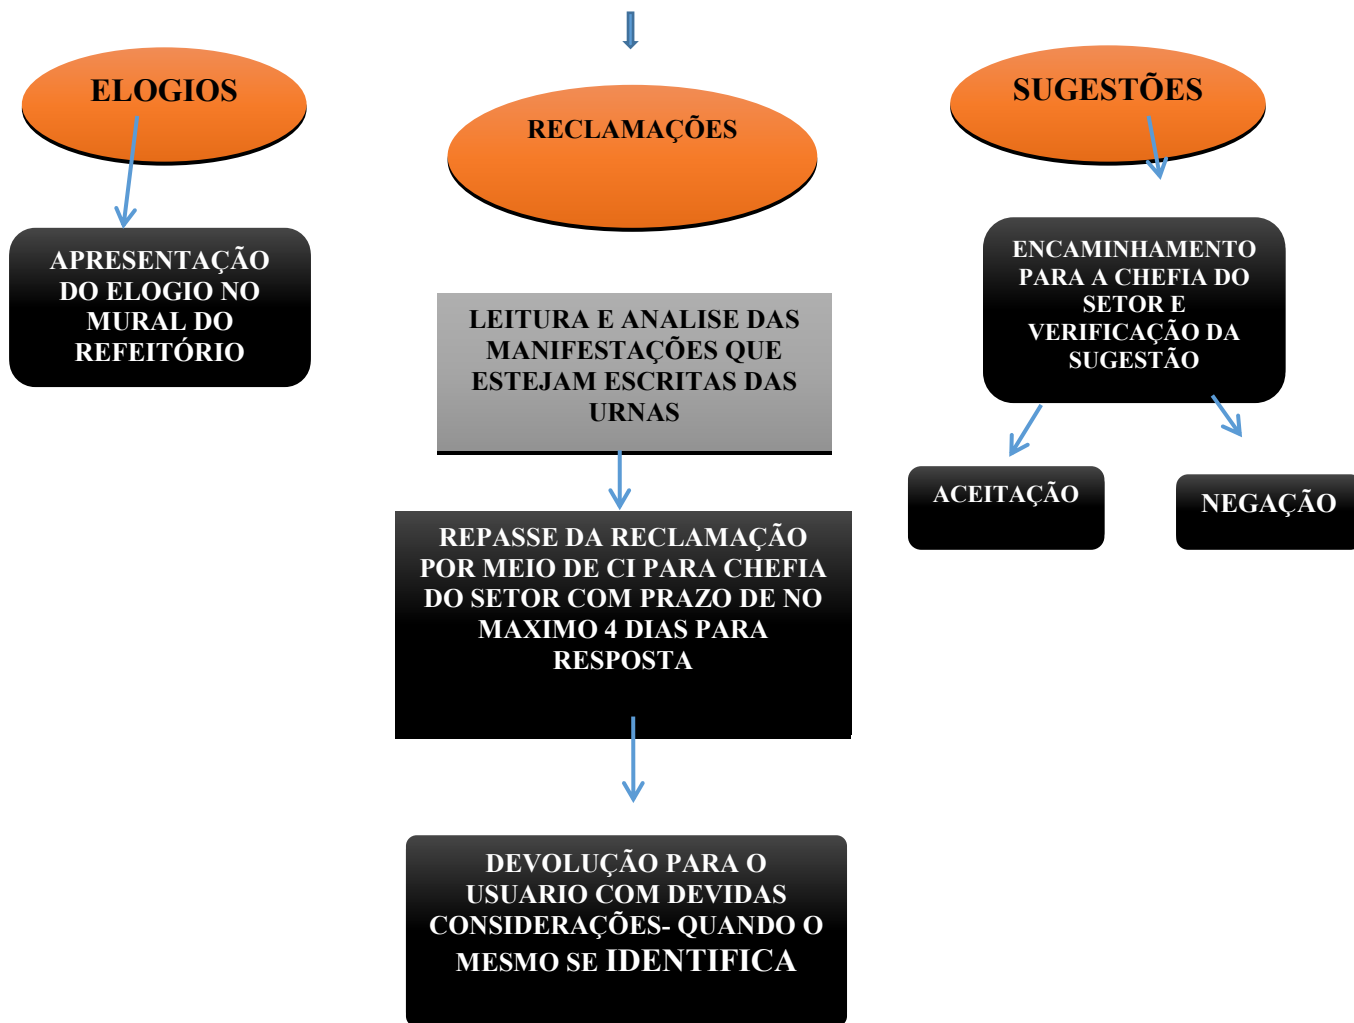 ELOGIOS
APRESENTAÇÃO
DO ELOGIO NO
MURAL DO
REFEITÓRIO
RECLAMAÇÕES
LEITURA E ANALISE DAS
MANIFESTAÇÕES QUE
ESTEJAM ESCRITAS DAS
URNAS
REPASSE DA RECLAMAÇÃO
POR MEIO DE CI PARA CHEFIA
DO SETOR COM PRAZO DE NO
MAXIMO 4 DIAS PARA
RESPOSTA
DEVOLUÇÃO PARA O
USUARIO COM DEVIDAS
CONSIDERAÇÕES- QUANDO O
MESMO SE IDENTIFICA
SUGESTÕES
ENCAMINHAMENTO
PARA A CHEFIA DO
SETOR E
VERIFICAÇÃO DA
SUGESTÃO
ACEITAÇÃO
NEGAÇÃO